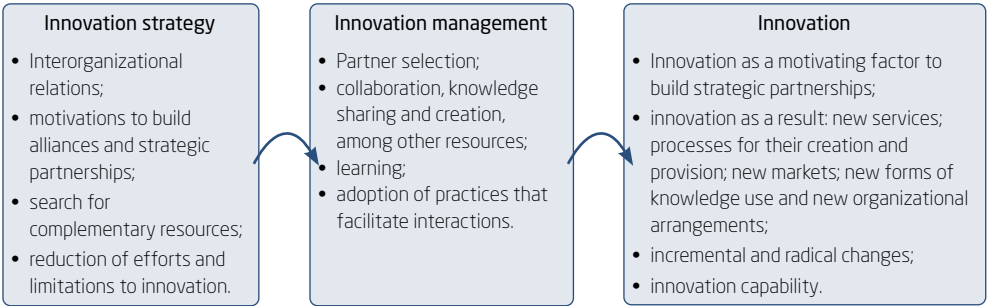 Innovation strategy
• Interorganizational
relations;
• motivations to build
alliances and strategic
partnerships;
• search for
complementary resources;
• reduction of efforts and
limitations to innovation.
Innovation management
• Partner selection;
• collaboration, knowledge
sharing and creation,
among other resources;
• learning;
• adoption of practices that
facilitate interactions.
Innovation
• Innovation as a motivating factor to
build strategic partnerships;
• innovation as a result: new services;
processes for their creation and
provision; new markets; new forms of
knowledge use and new organizational
arrangements;
• incremental and radical changes;
• innovation capability.